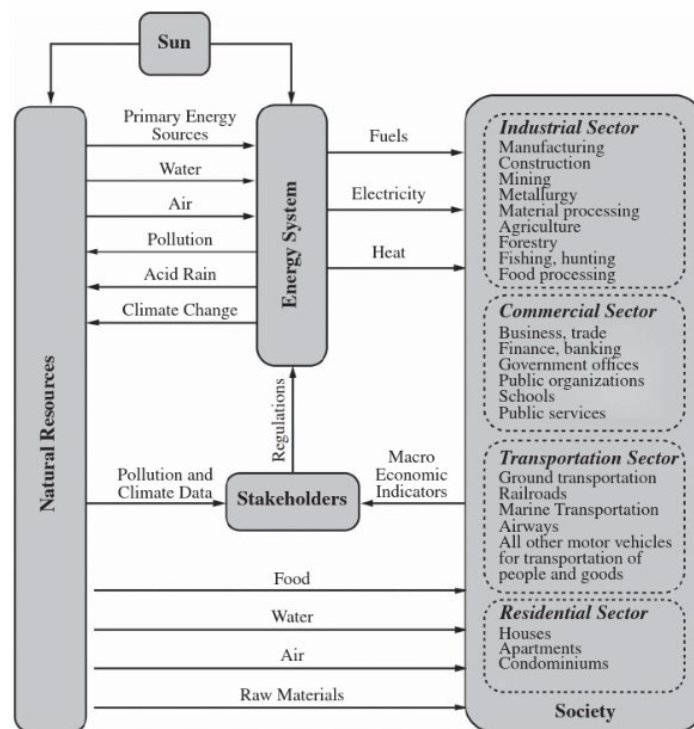 Sun
Natural Resources
Primary Energy
Sources
Water
Air
Pollution
Acid Rain
Climate Change
Energy System
Fuels
Electricity
Heat
Regulations
Pollution and
Climate Data
Stakeholders
Macro
Economic
Indicators
Food
Water
Air
Raw Materials
Industrial Sector
Manufacturing
Construction
Mining
Metallurgy
Material processing
Agriculture
Forestry
Fishing, hunting
Food processing
Commercial Sector
Business, trade
Finance, banking
Government offices
Public organizations
Schools
Public services
Transportation Sector
Ground transportation
Railroads
Marine Transportation
Airways
All other motor vehicles
for transportation of
people and goods
Residential Sector
Houses
Apartments
Condominiums
Society